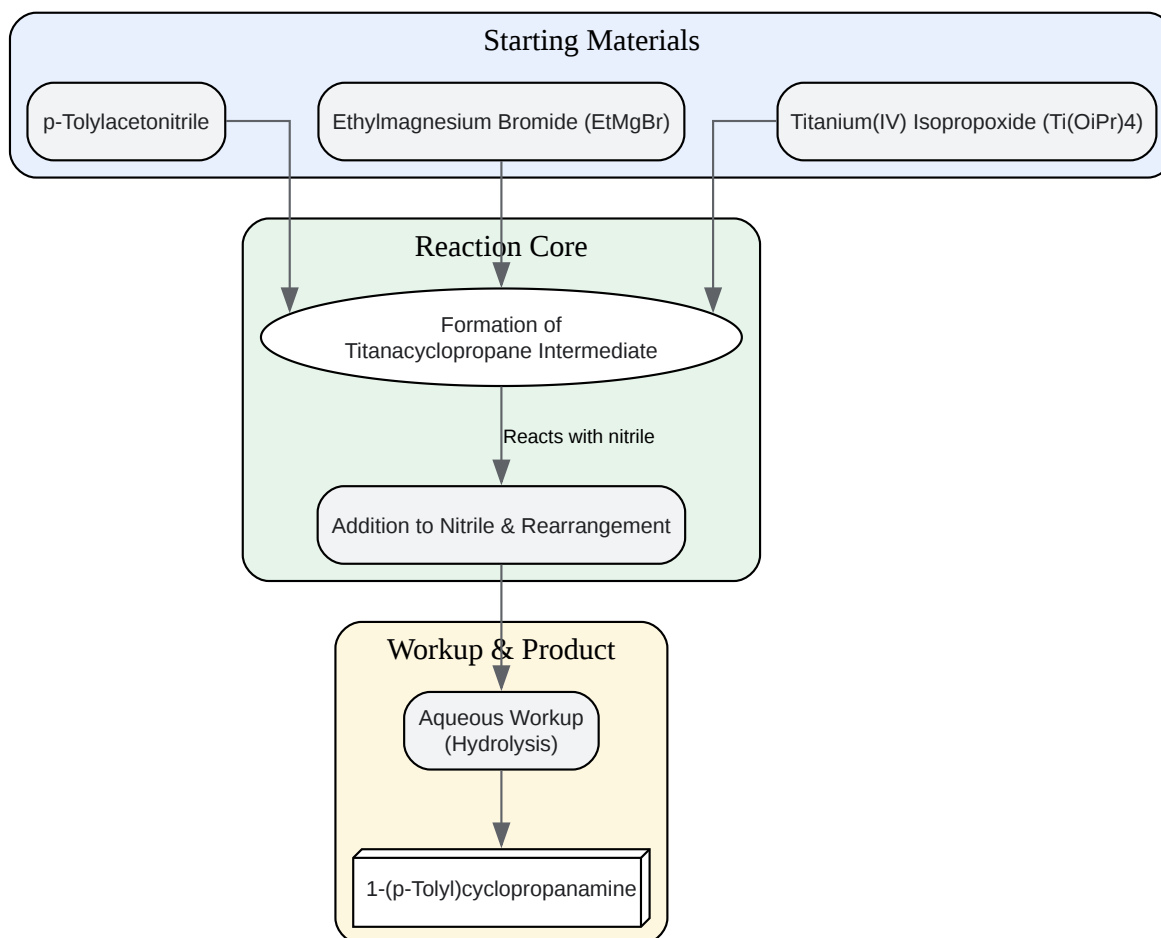 Starting Materials
p-Tolylacetonitrile
Ethylmagnesium Bromide (EtMgBr)
Titanium(IV) Isopropoxide (Ti(OiPr)4)
Reaction Core
Formation of
Titanacyclopropane Intermediate
Reacts with nitrile
Addition to Nitrile & Rearrangement
Workup & Product
Aqueous Workup
(Hydrolysis)
1-(p-Tolyl)cyclopropanamine